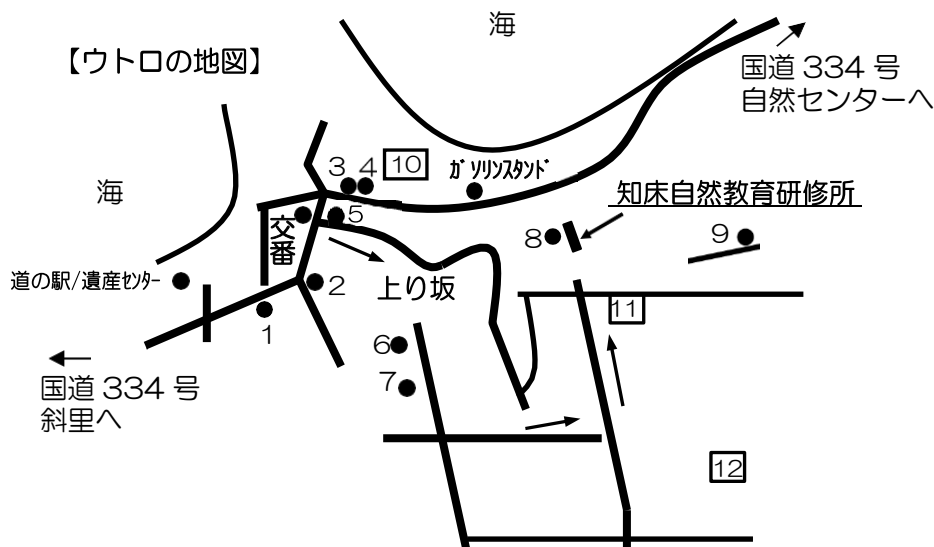 海
【ウトロの地図】
国道 334 号
自然センターへ
3 4
10
ガソリンスタンド
海
知床自然教育研修所
5
交番
8
9
道の駅/遺産センター
2
上り坂
11
1
6
国道 334 号
斜里へ
7
12